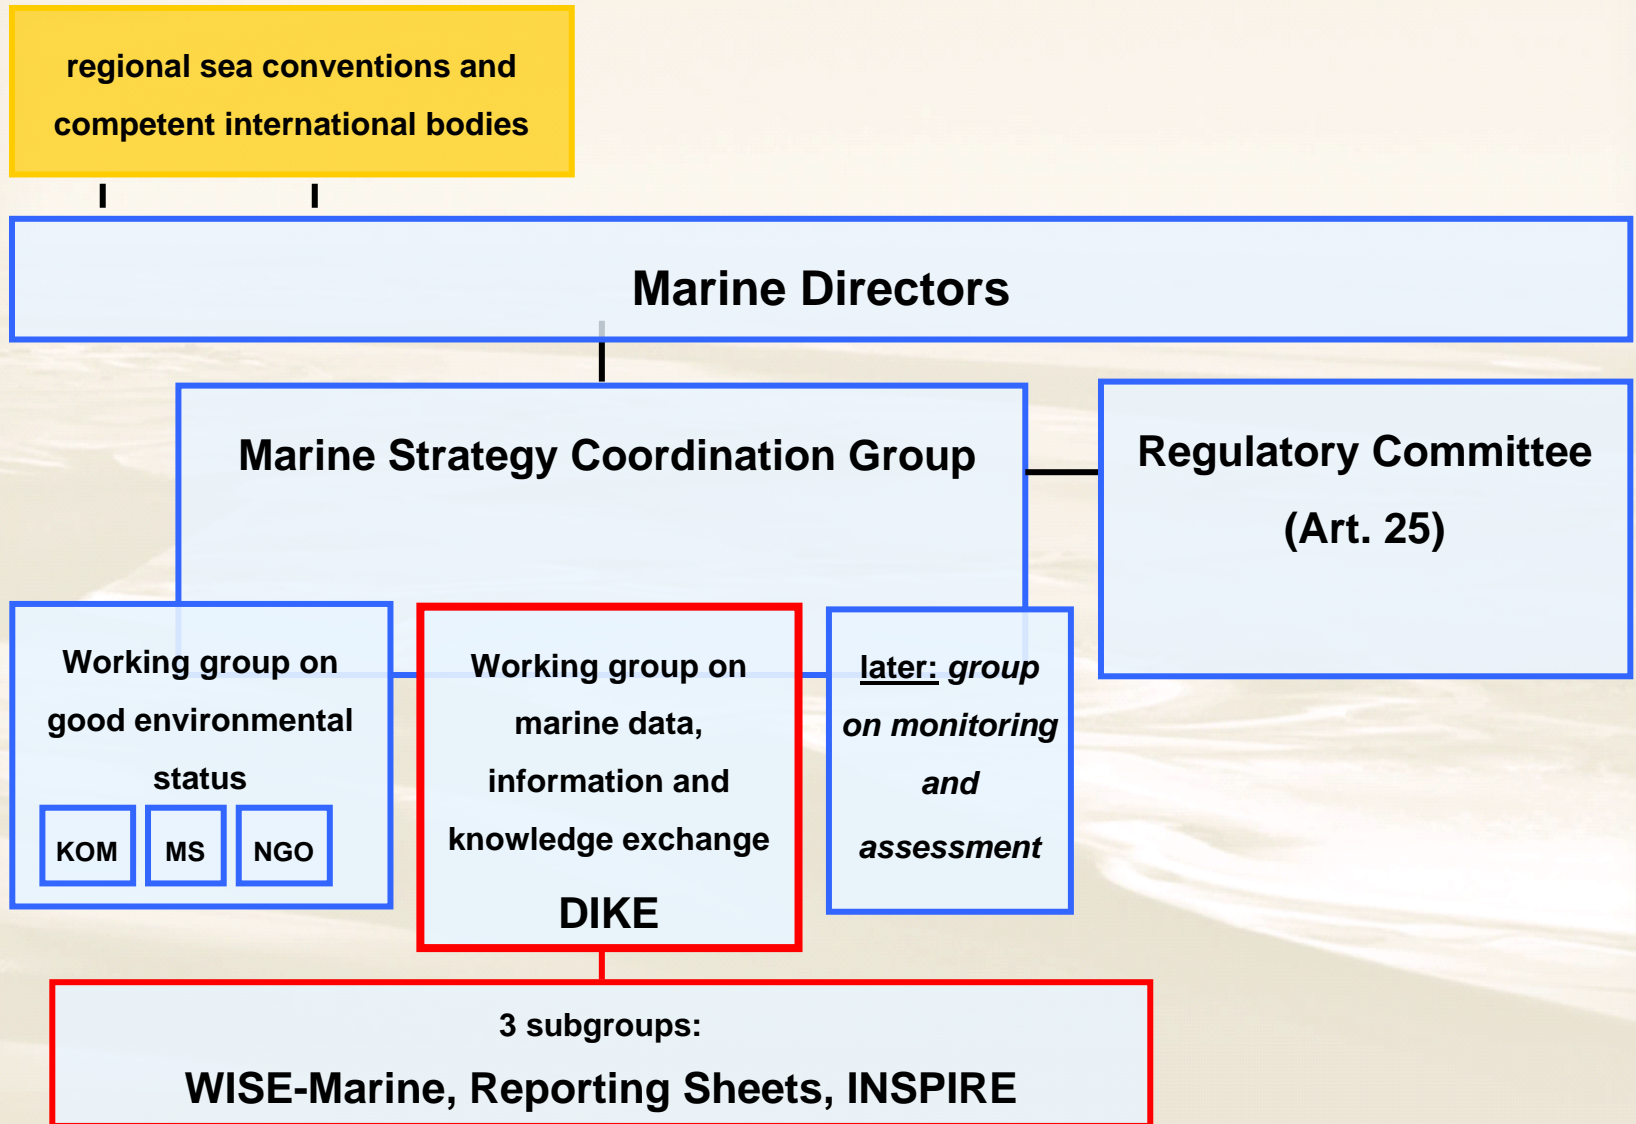 regional sea conventions and
competent international bodies
Marine Directors
Marine Strategy Coordination Group
Regulatory Committee
(Art. 25)
Working group on
good environmental
status
KOM
MS
NGO
Working group on
marine data,
information and
knowledge exchange
DIKE
later: group
on monitoring
and
assessment
3 subgroups:
WISE-Marine, Reporting Sheets, INSPIRE